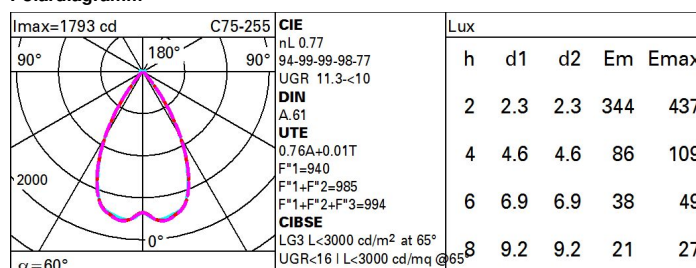 Imax=1793 cd C75-255
90° 180° 90°
2000
0°
α=60°
CIE
nL 0.77
94-99-99-98-77
UGR 11.3-<10
DIN
A.61
UTE
0.76A+0.01T
F"1=940
F"1+F"2=985
F"1+F"2+F"3=994
CIBSE
LG3 L<3000 cd/m² at 65°
UGR<16 | L<3000 cd/mq @65°
Lux
h d1 d2 Em Emax
2 2.3 2.3 344 437
4 4.6 4.6 86 109
6 6.9 6.9 38 49
8 9.2 9.2 21 27